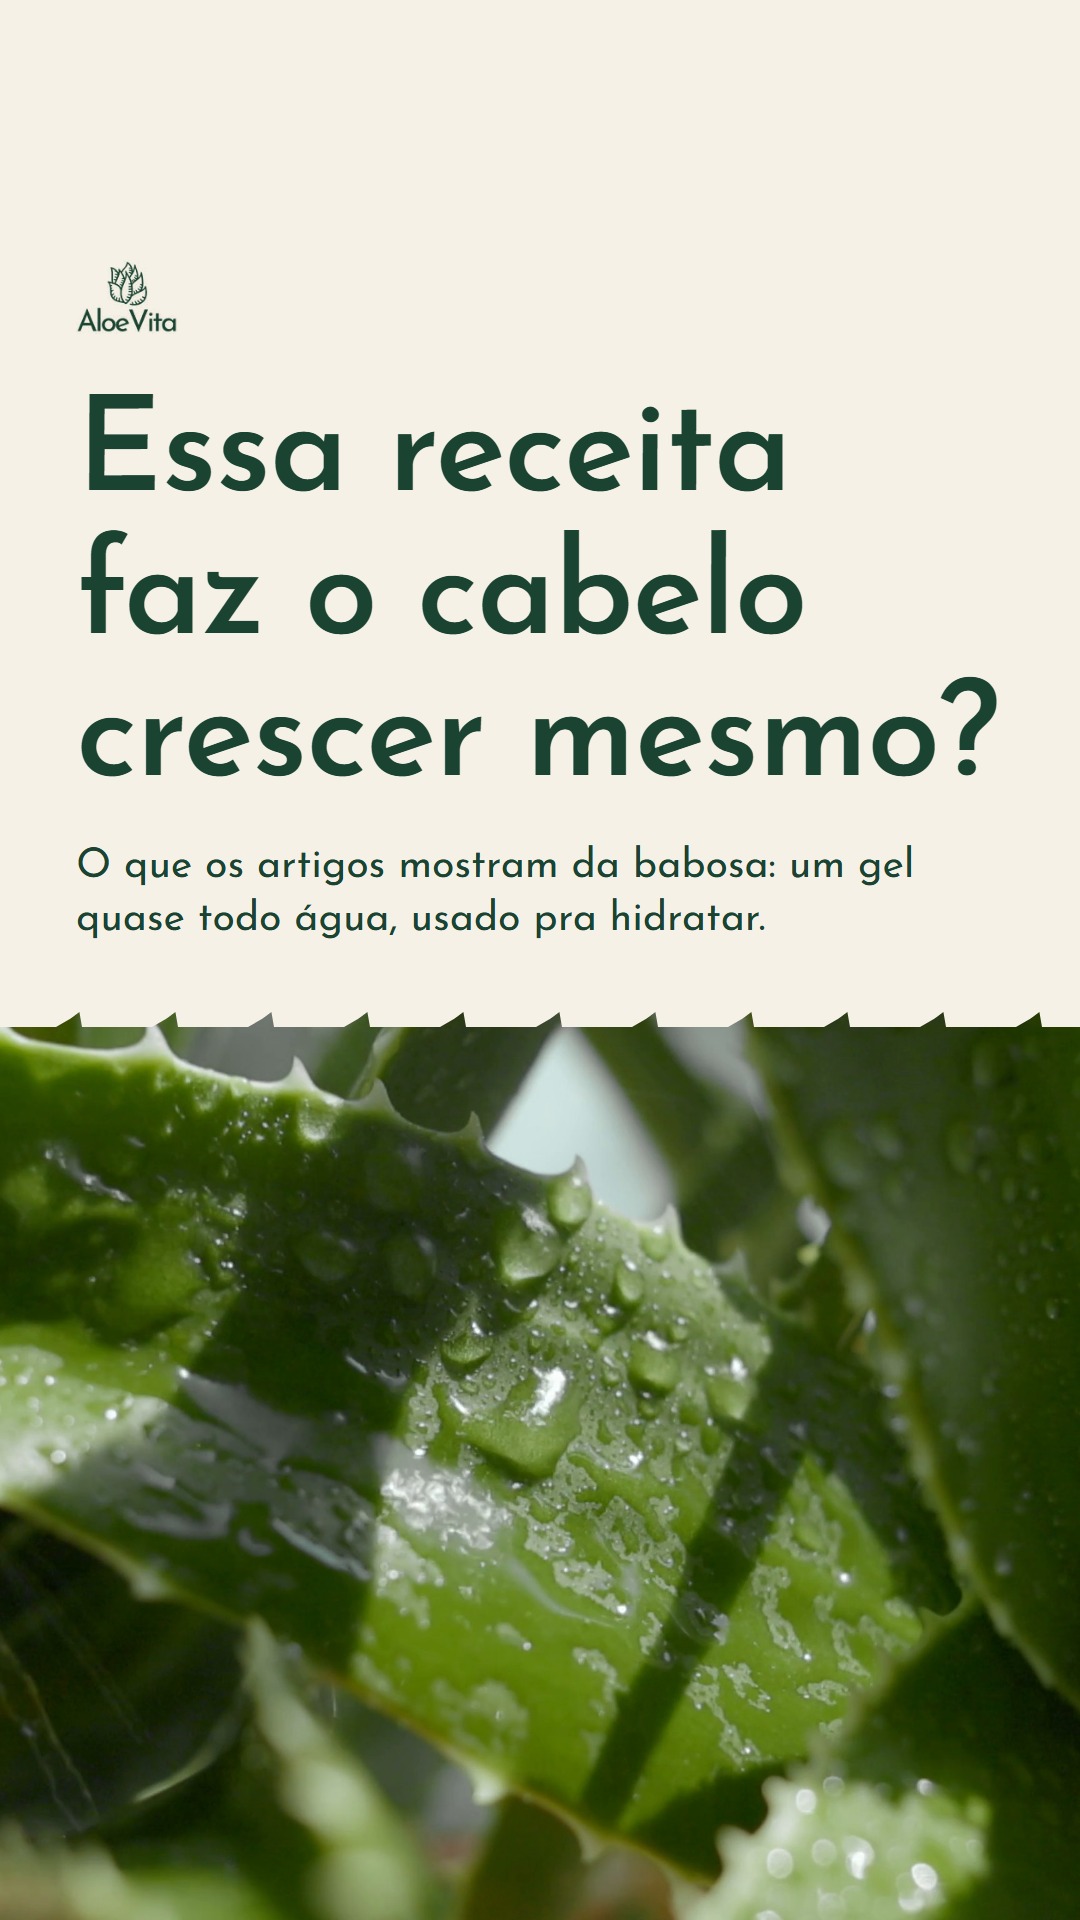 AloeVita
Essa receita
faz o cabelo
crescer mesmo?
O que os artigos mostram da babosa: um gel
quase todo água, usado pra hidratar.